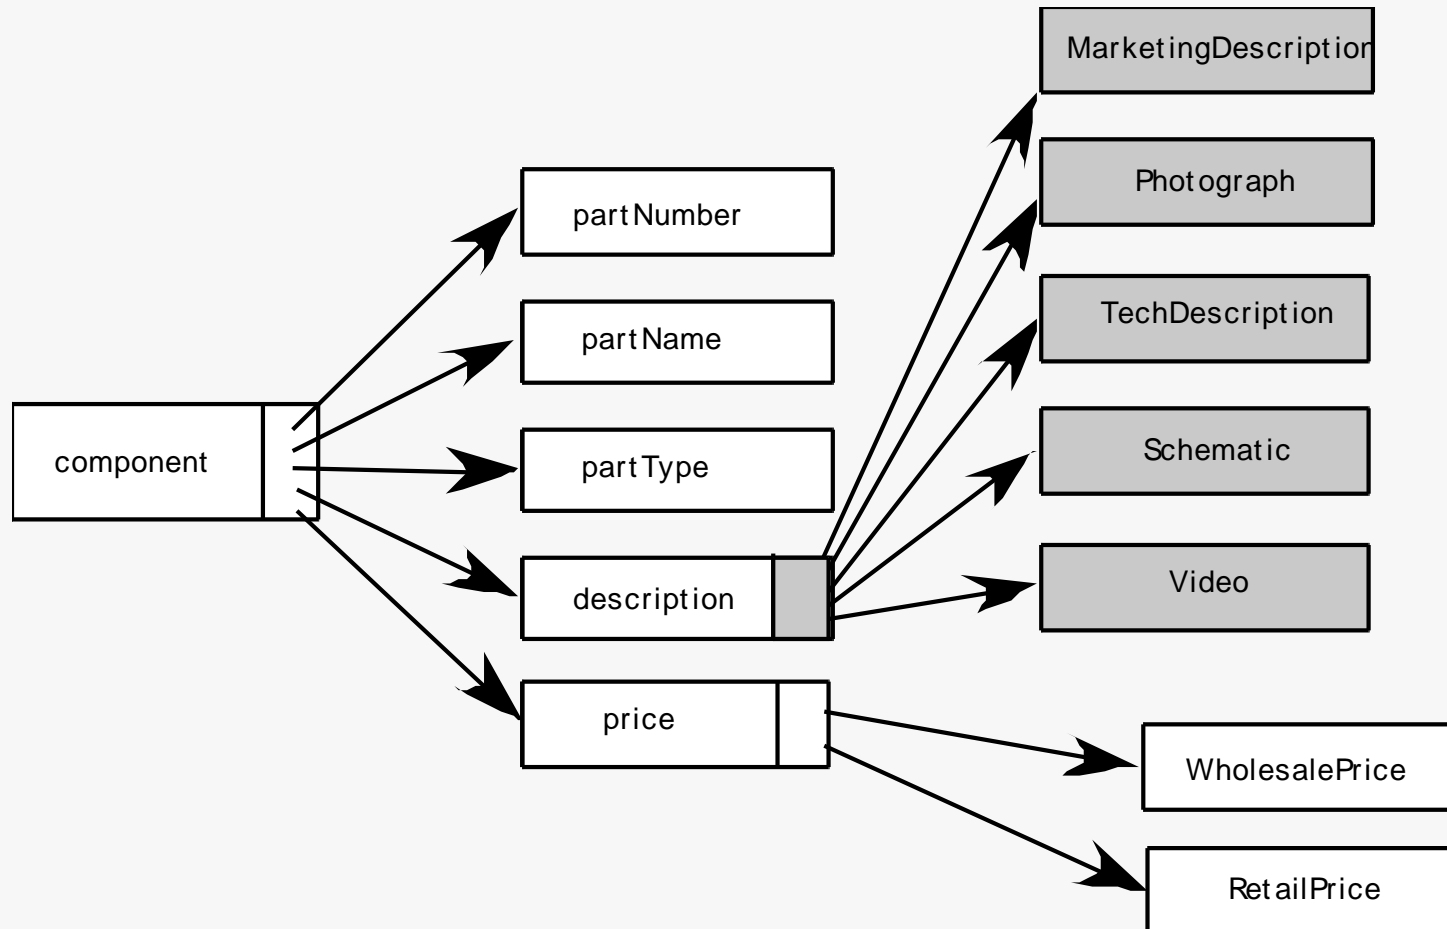 MarketingDescription
Photograph
partNumber
TechDescription
partName
Schematic
component
partType
Video
description
price
WholesalePrice
RetailPrice